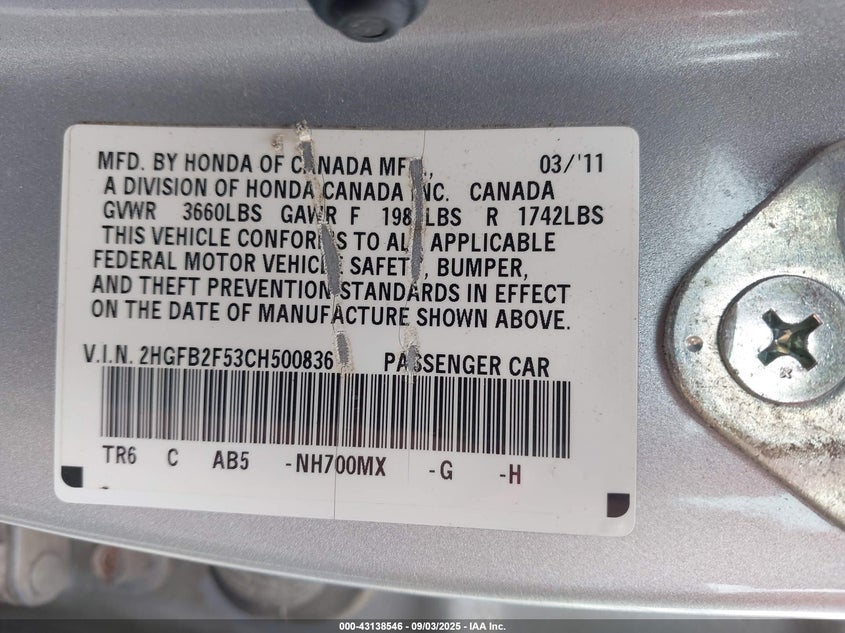 MFD. BY HONDA OF CANADA MFG., 03/'11
A DIVISION OF HONDA CANADA INC. CANADA
GVWR 3660LBS GAWR F LBS R 1742LBS
THIS VEHICLE CONFORMS TO ALL APPLICABLE
FEDERAL MOTOR VEHICLE SAFETY, BUMPER,
AND THEFT PREVENTION STANDARDS IN EFFECT
ON THE DATE OF MANUFACTURE SHOWN ABOVE.
V.I.N. 2HGFB2F53CH500836 PASSENGER CAR
TR6 C AB5 -NH700MX -G -H
000-43138546 - 09/03/2025 - IAA Inc.